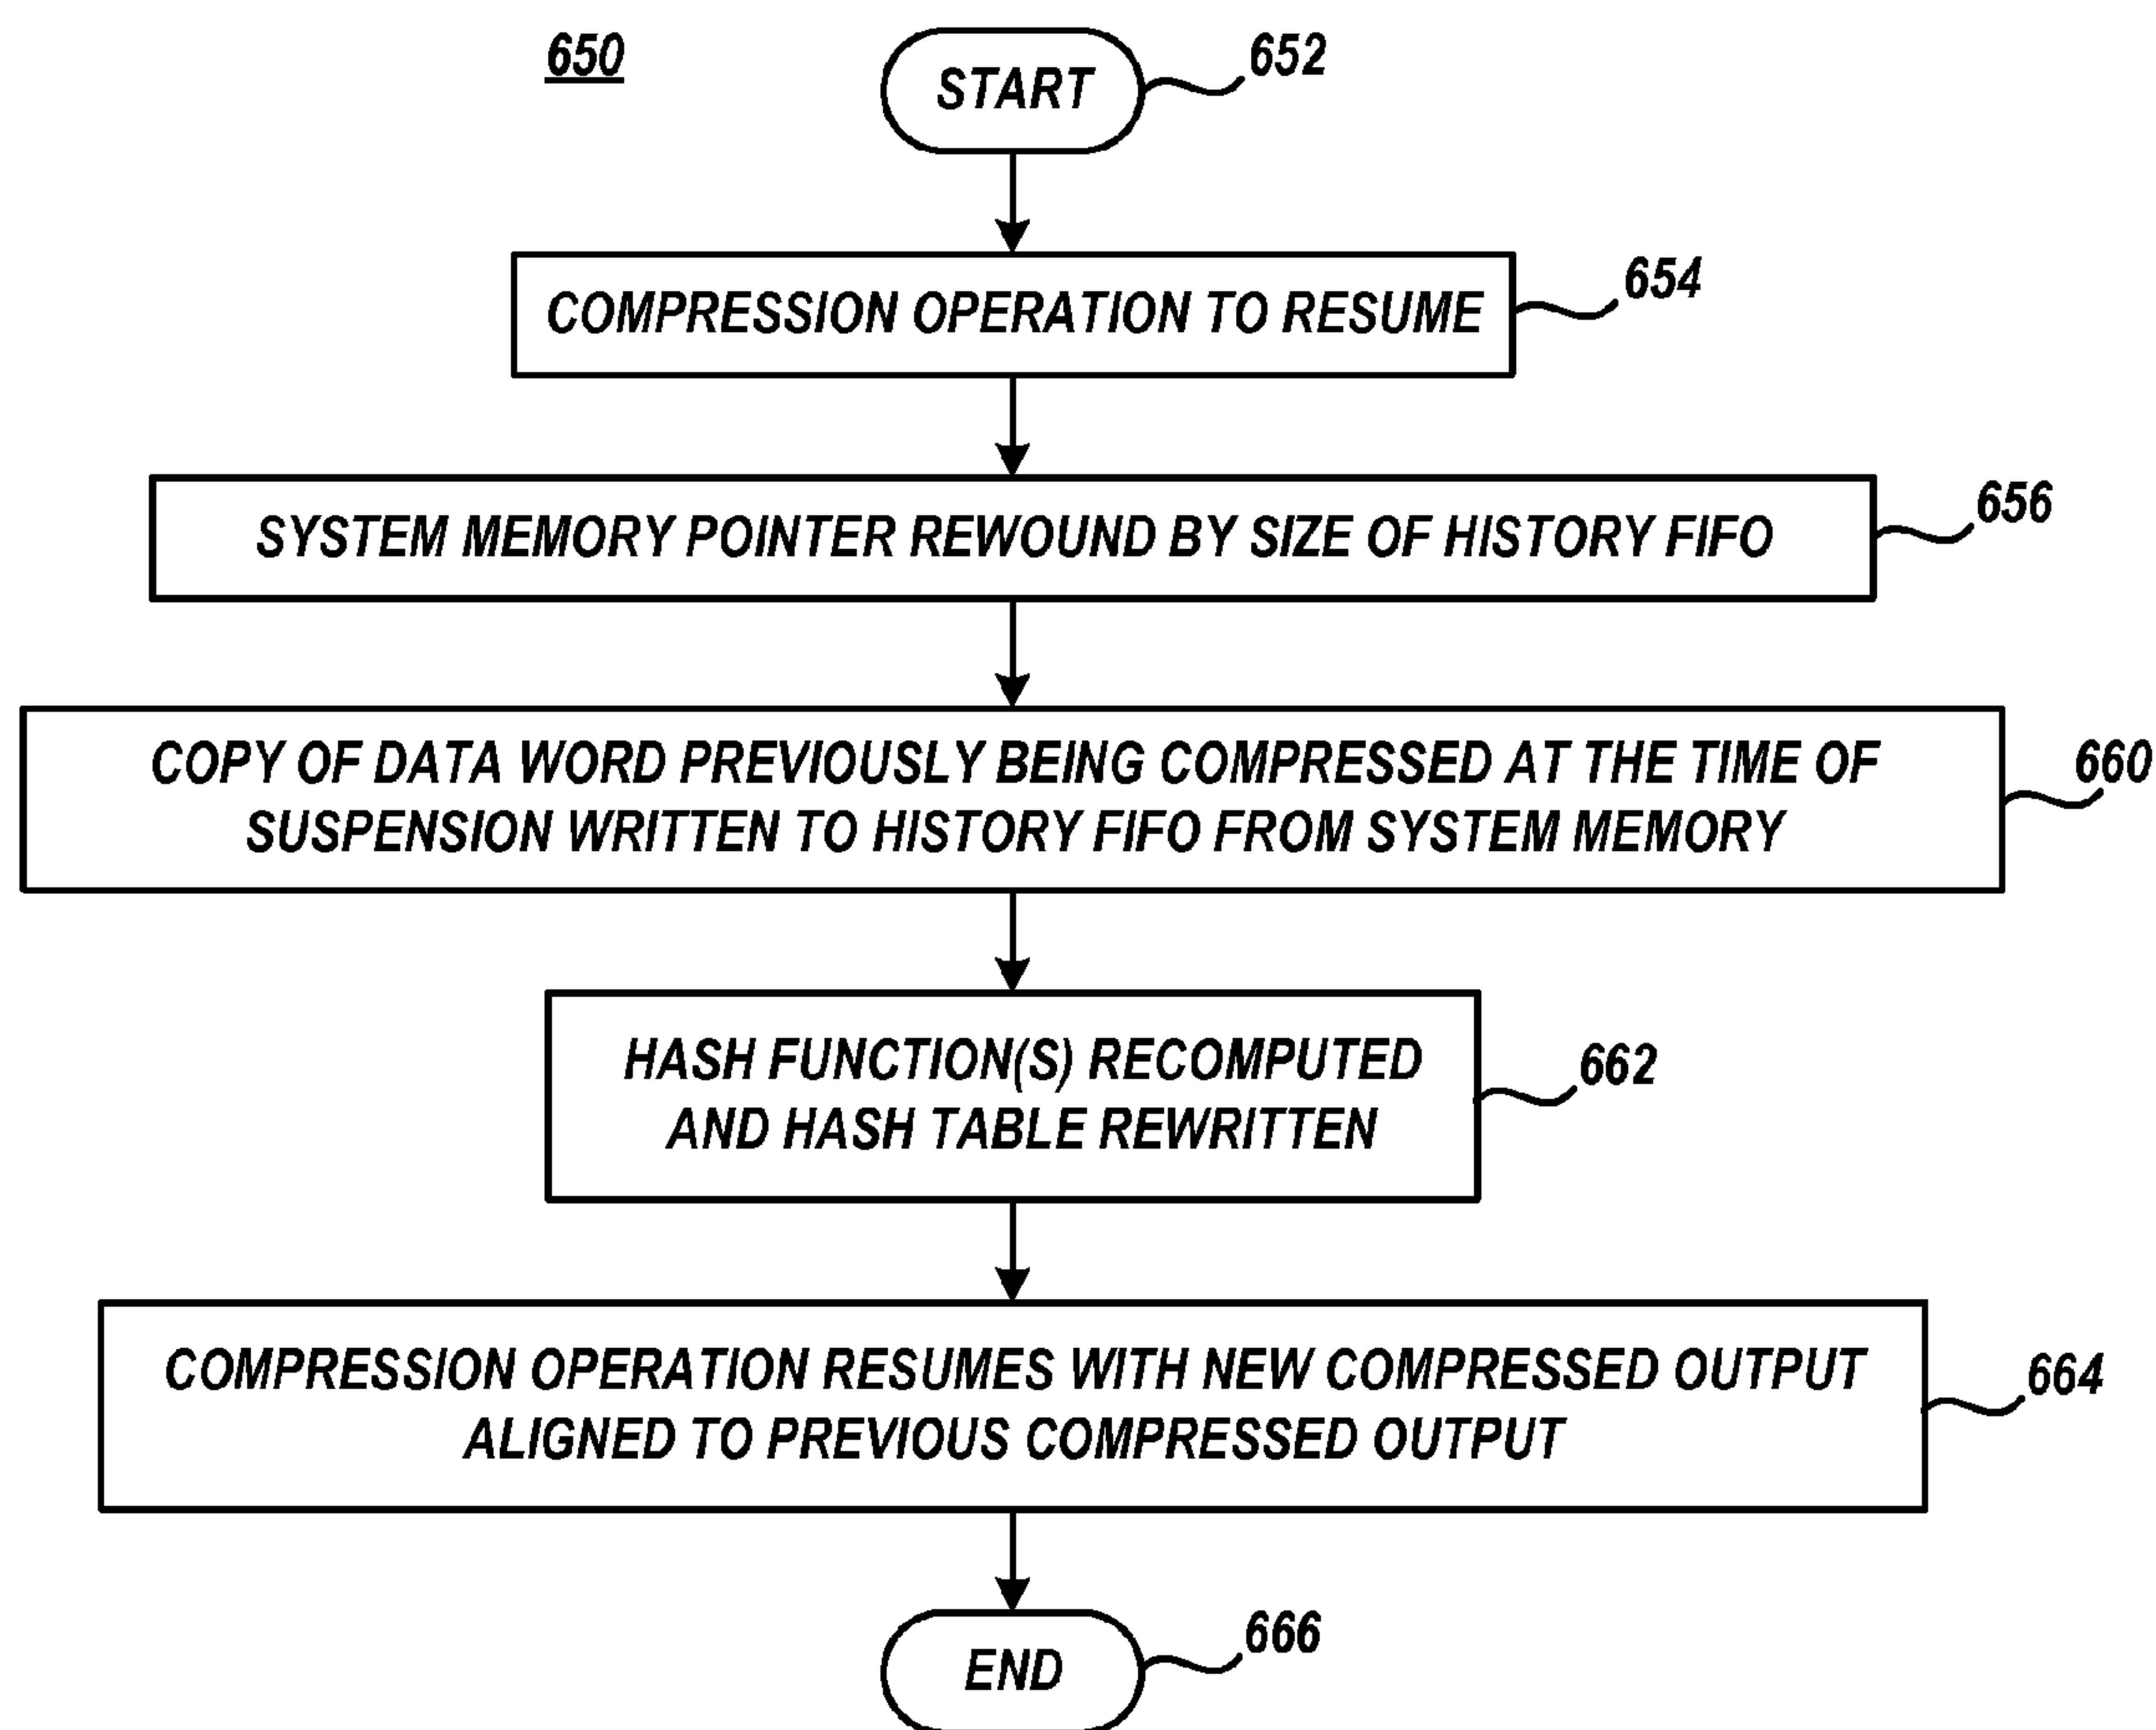 650
START
652
COMPRESSION OPERATION TO RESUME
654
SYSTEM MEMORY POINTER REWOUND BY SIZE OF HISTORY FIFO
656
COPY OF DATA WORD PREVIOUSLY BEING COMPRESSED AT THE TIME OF
SUSPENSION WRITTEN TO HISTORY FIFO FROM SYSTEM MEMORY
660
HASH FUNCTION(S) RECOMPUTED
AND HASH TABLE REWRITTEN
662
COMPRESSION OPERATION RESUMES WITH NEW COMPRESSED OUTPUT
ALIGNED TO PREVIOUS COMPRESSED OUTPUT
664
END
666